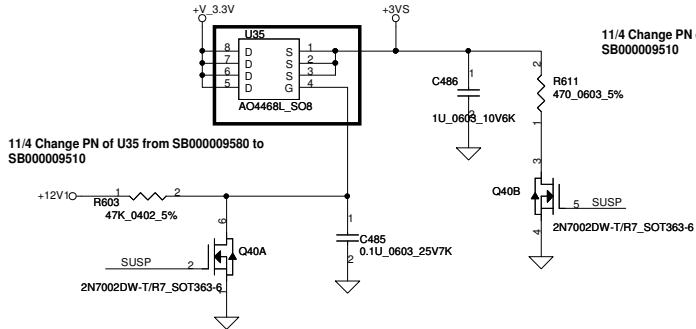 +V_3.3V
+3VS
U35
8 D S 1
7 D S 2
6 D S 3
5 D G 4
AO4468L_SO8
11/4 Change PN
SB000009510
C486
1
2
1U_0603_10V6K
2
R611
470_0603_5%
1
11/4 Change PN of U35 from SB000009580 to
SB000009510
+12V1
1
2
R603
47K_0402_5%
3
Q40B
5
SUSP
4
2N7002DW-T/R7_SOT363-6
6
Q40A
SUSP
2
2N7002DW-T/R7_SOT363-6
1
1
C485
0.1U_0603_25V7K
2